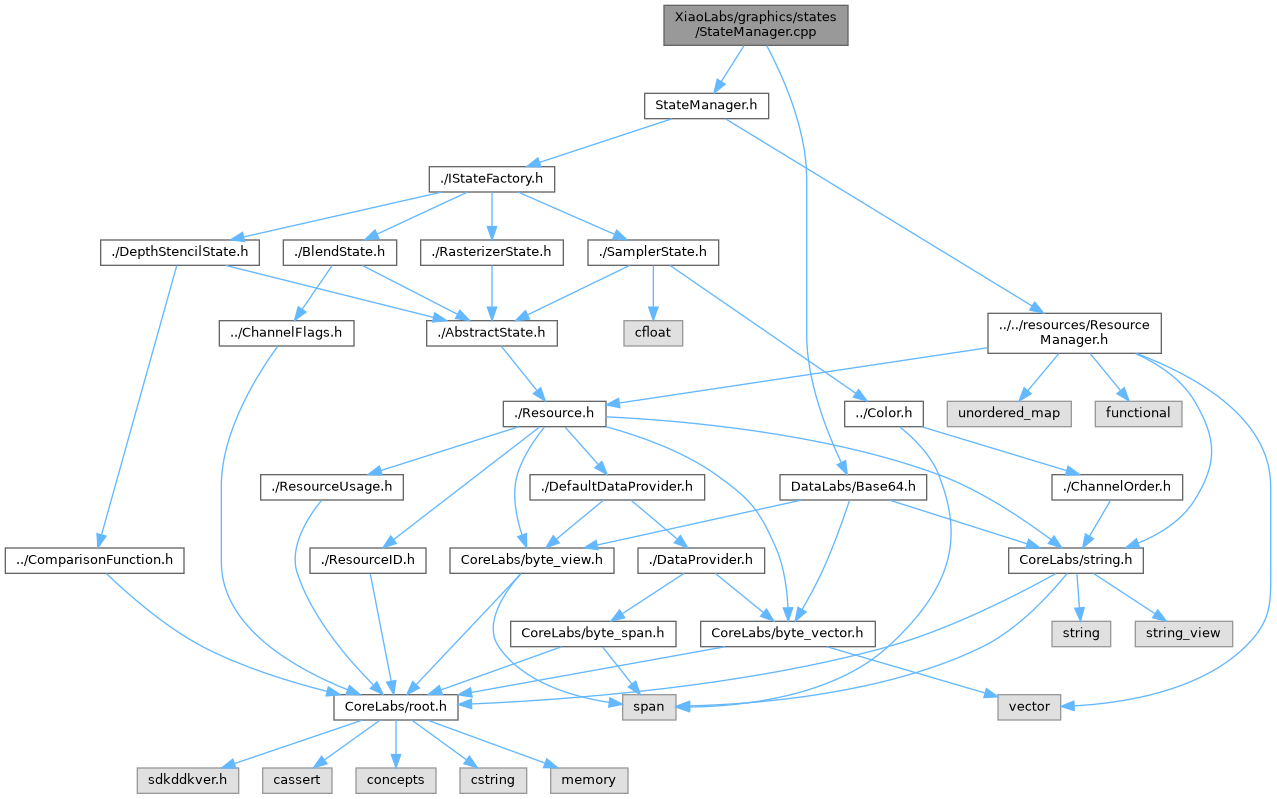 XiaoLabs/graphics/states
/StateManager.cpp
StateManager.h
./IStateFactory.h
./DepthStencilState.h
./BlendState.h
./RasterizerState.h
./SamplerState.h
../ChannelFlags.h
./AbstractState.h
cfloat
../../resources/Resource
Manager.h
./Resource.h
../Color.h
unordered_map
functional
./ResourceUsage.h
./DefaultDataProvider.h
DataLabs/Base64.h
./ChannelOrder.h
../ComparisonFunction.h
./ResourceID.h
CoreLabs/byte_view.h
./DataProvider.h
CoreLabs/string.h
CoreLabs/byte_span.h
CoreLabs/byte_vector.h
string
string_view
CoreLabs/root.h
span
vector
sdkddkver.h
cassert
concepts
cstring
memory